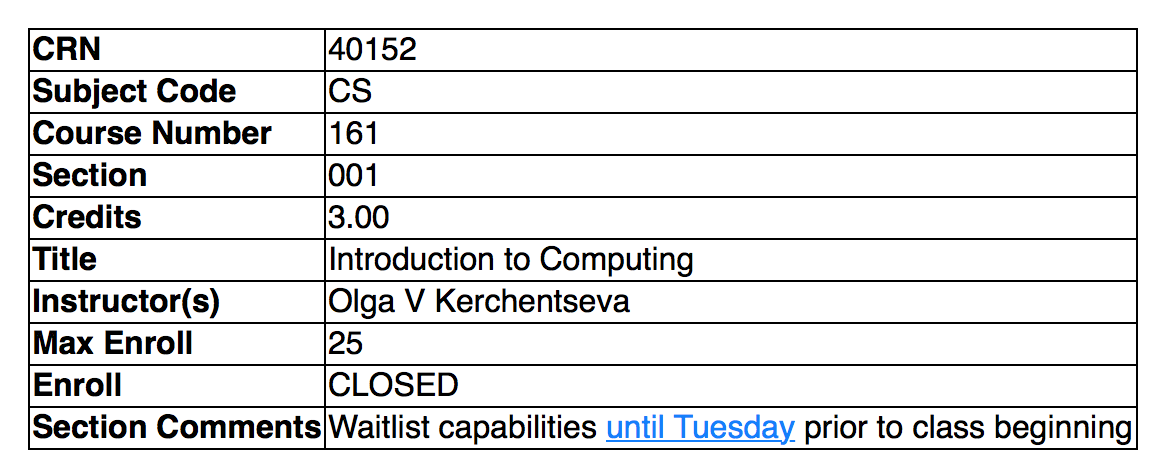 CRN 40152
Subject Code CS
Course Number 161
Section 001
Credits 3.00
Title Introduction to Computing
Instructor(s) Olga V Kerchentseva
Max Enroll 25
Enroll CLOSED
Section Comments Waitlist capabilities until Tuesday prior to class beginning